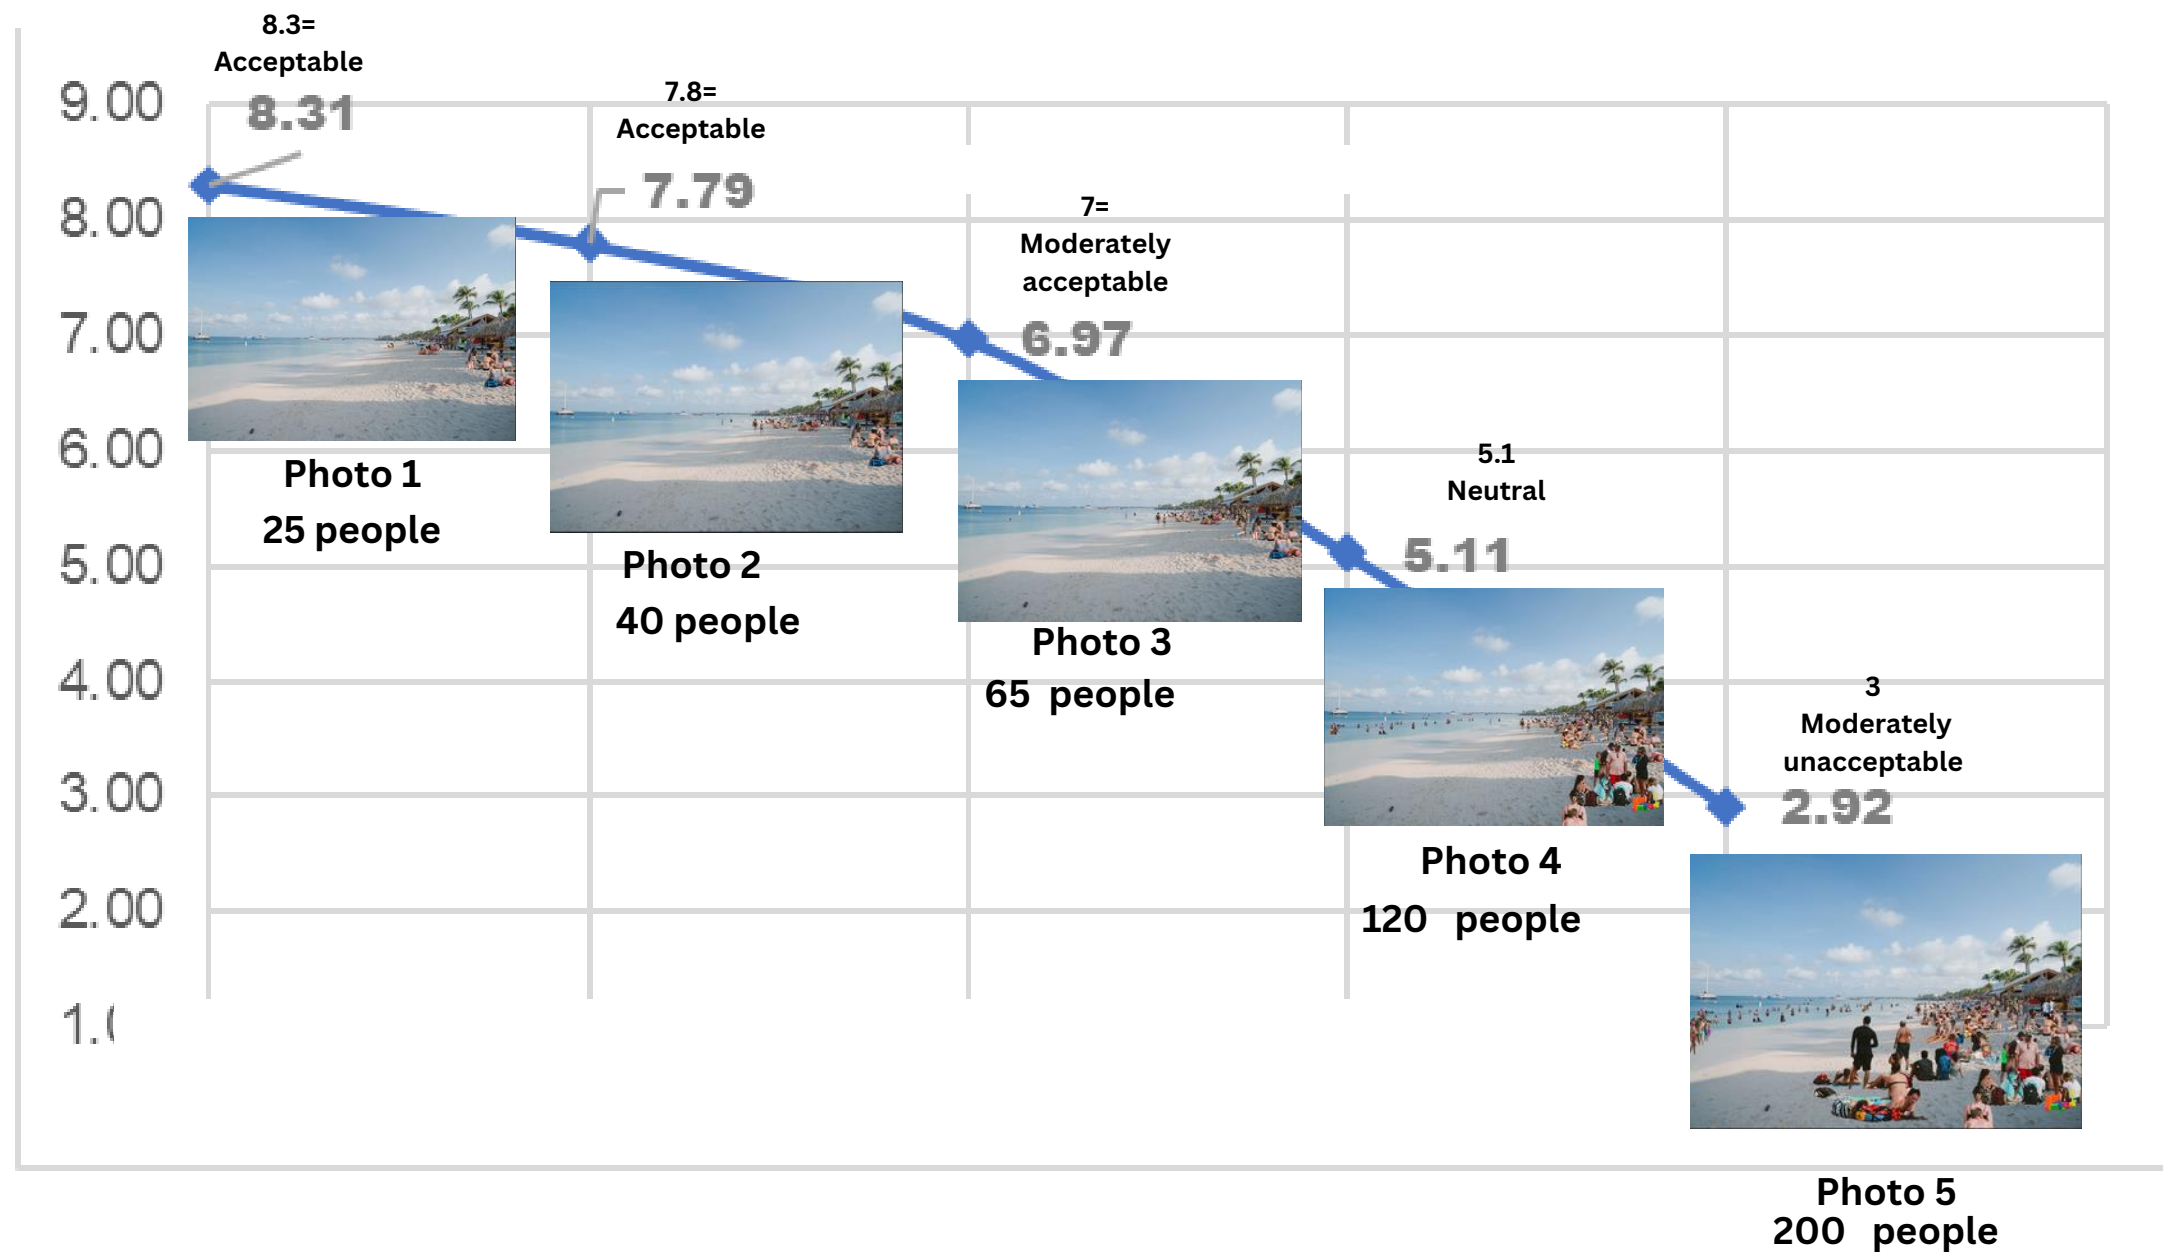 8.3=
Acceptable
9.00
8.31
7.8=
Acceptable
7.79
8.00
7=
Moderately
acceptable
7.00
6.97
6.00
5.1
Neutral
Photo 1
25 people
5.00
5.11
Photo 2
40 people
Photo 3
65 people
4.00
3
Moderately
unacceptable
3.00
2.92
Photo 4
120 people
2.00
1.(
Photo 5
200 people